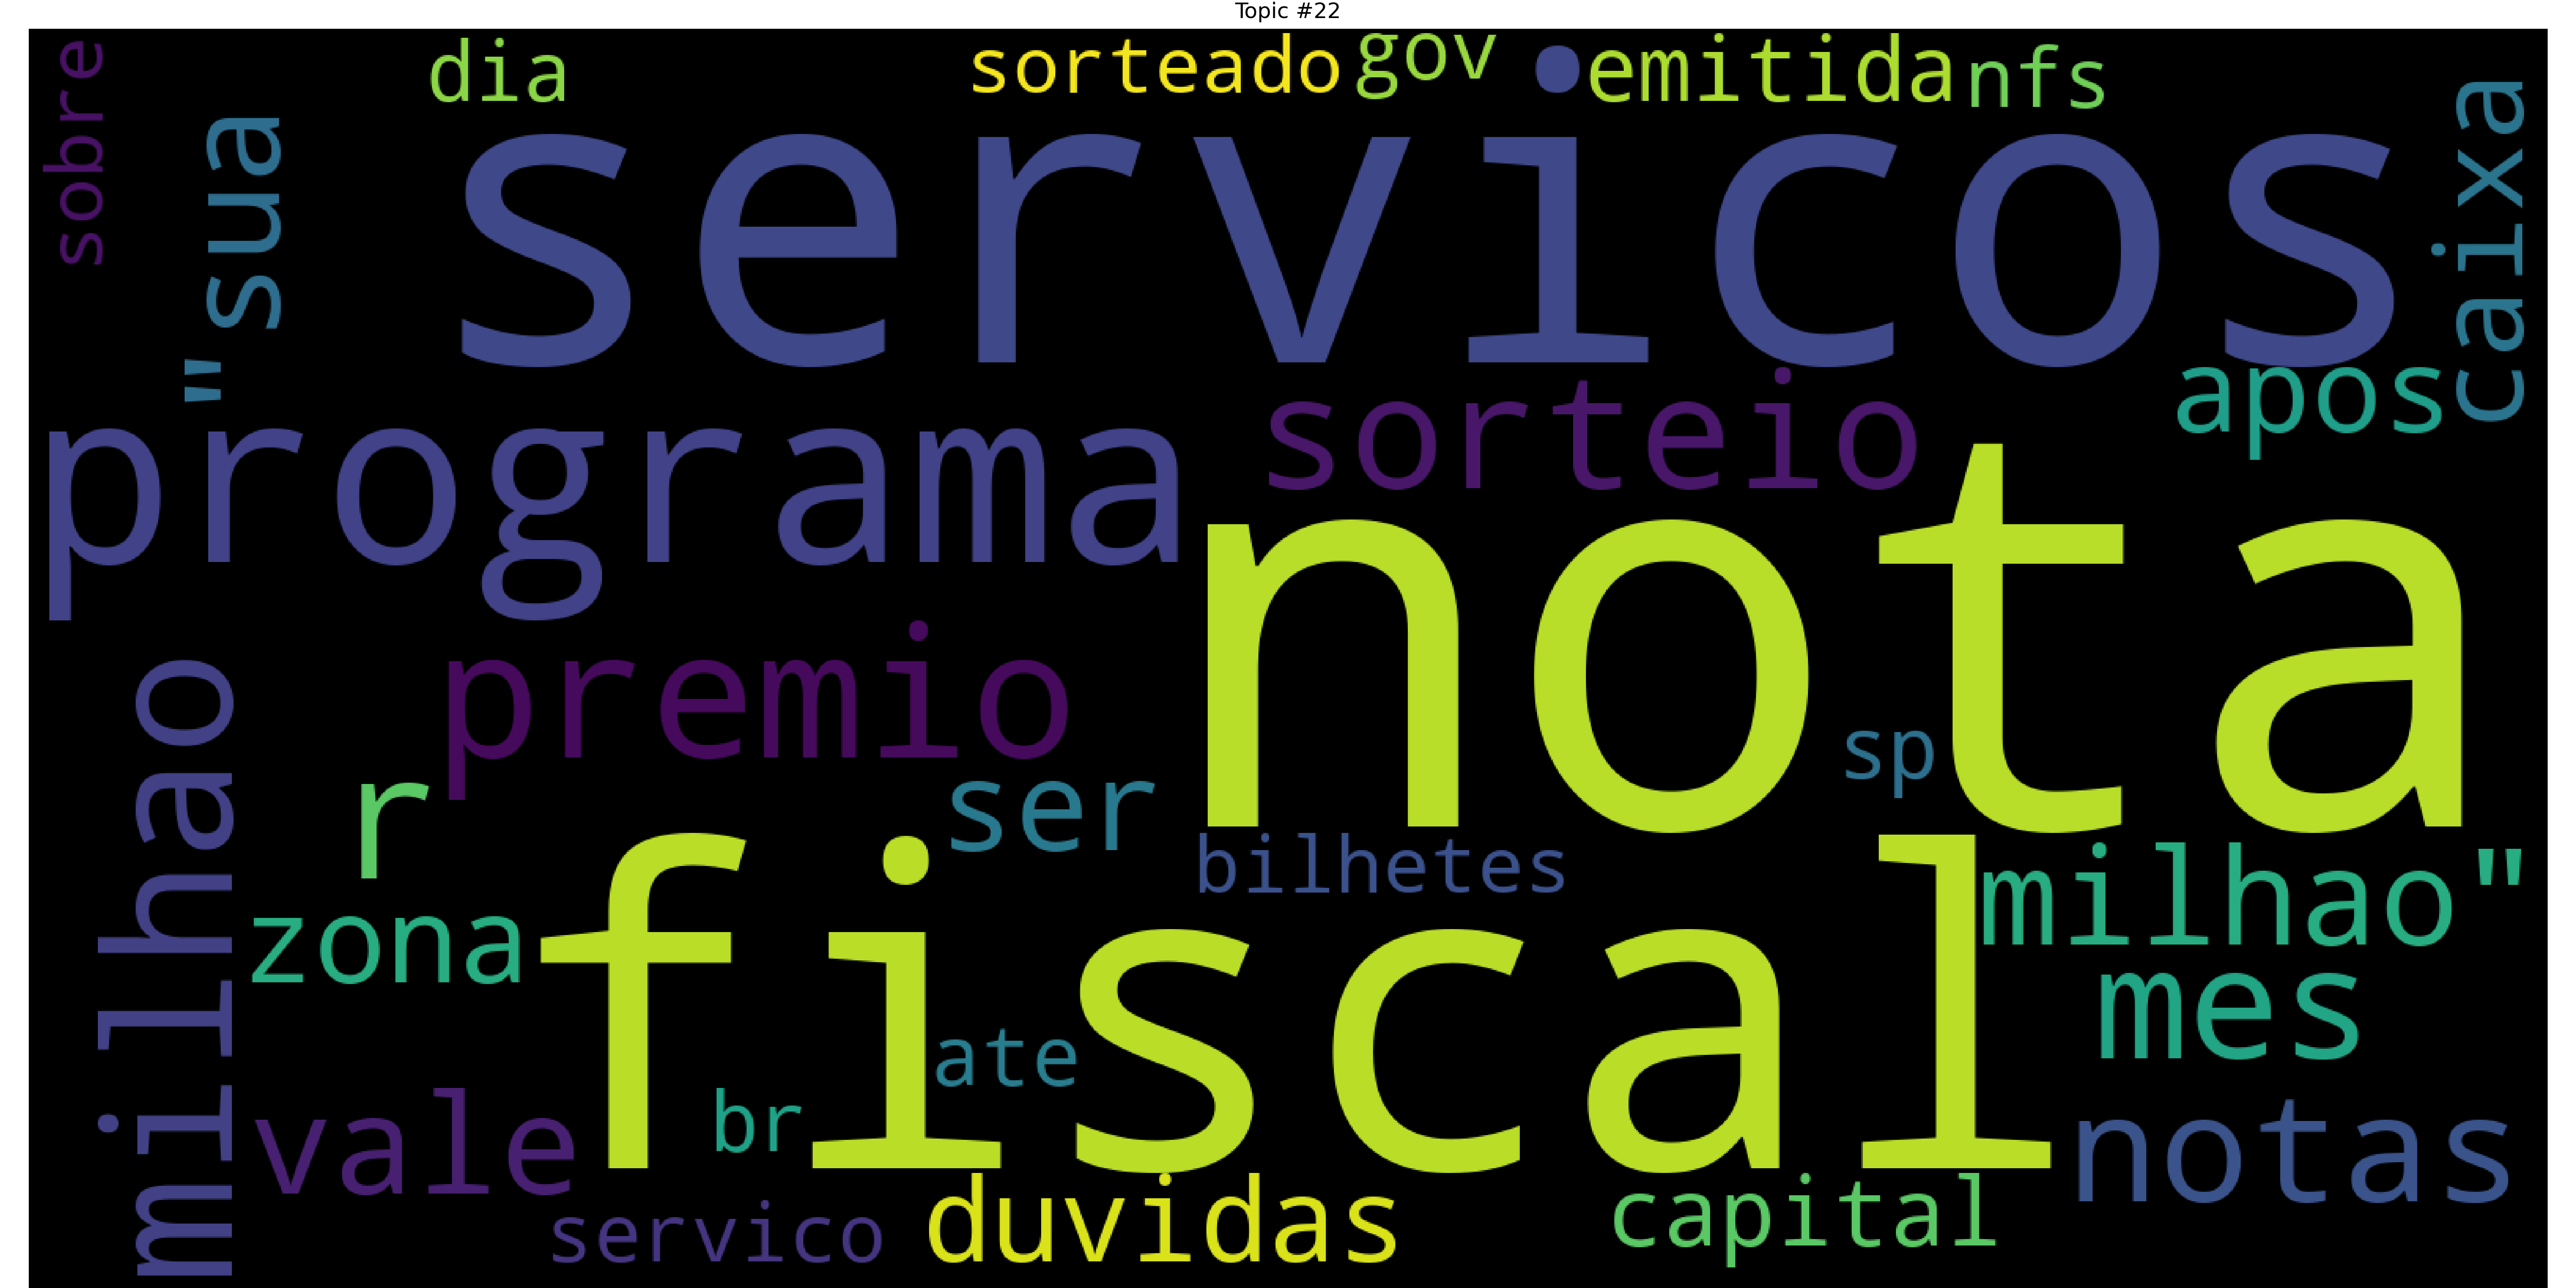 Topic #22
sobre
"sua
dia
sorteado
gov
emitida
nfs
caixa
servicos
apos
programa
sorteio
nota
premio
milhao
r
ser
sp
bilhetes
fiscal
milhao"
zona
mes
ate
vale
br
notas
servico
duvidas
capital